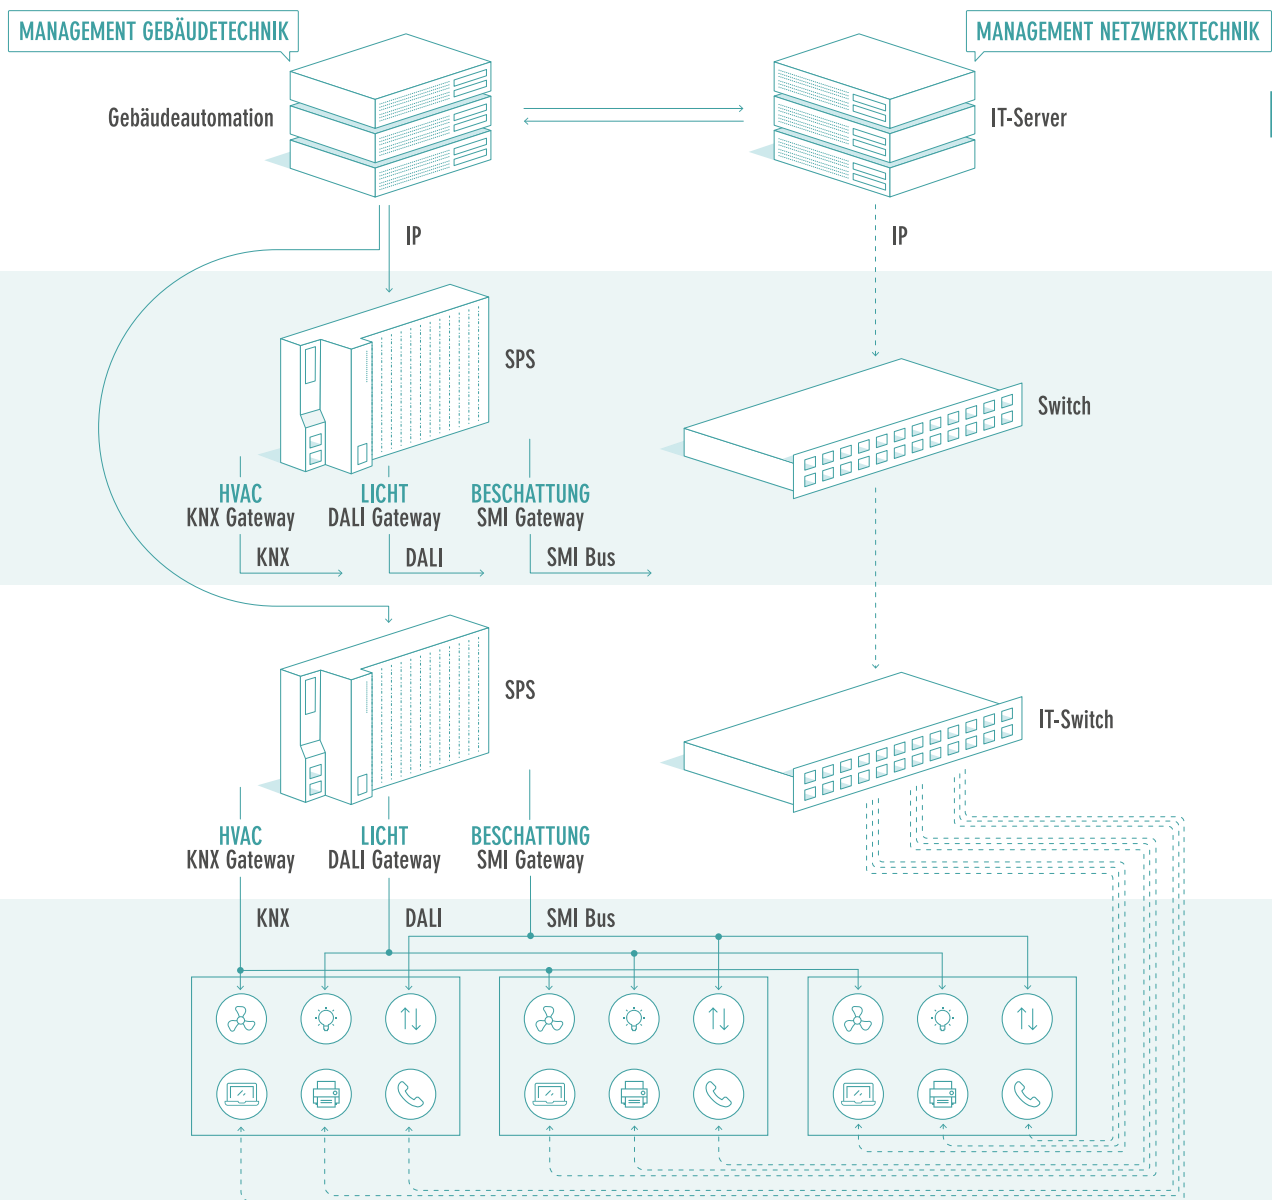 MANAGEMENT GEBÄUDETECHNIK
MANAGEMENT NETZWERKTECHNIK
Gebäudeautomation
IT-Server
IP
IP
SPS
Switch
HVAC
KNX Gateway
LICHT
DALI Gateway
BESCHATTUNG
SMI Gateway
KNX
DALI
SMI Bus
SPS
IT-Switch
HVAC
KNX Gateway
LICHT
DALI Gateway
BESCHATTUNG
SMI Gateway
KNX
DALI
SMI Bus